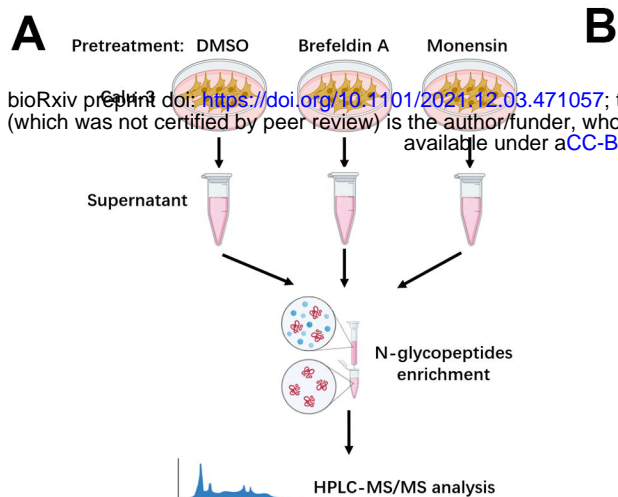 A
B
Pretreatment: DMSO Brefeldin A Monensin
Calu-3
bioRxiv preprint doi: https://doi.org/10.1101/2021.12.03.471057; t
(which was not certified by peer review) is the author/funder, who
available under aCC-B
Supernatant
N-glycopeptides
enrichment
HPLC-MS/MS analysis